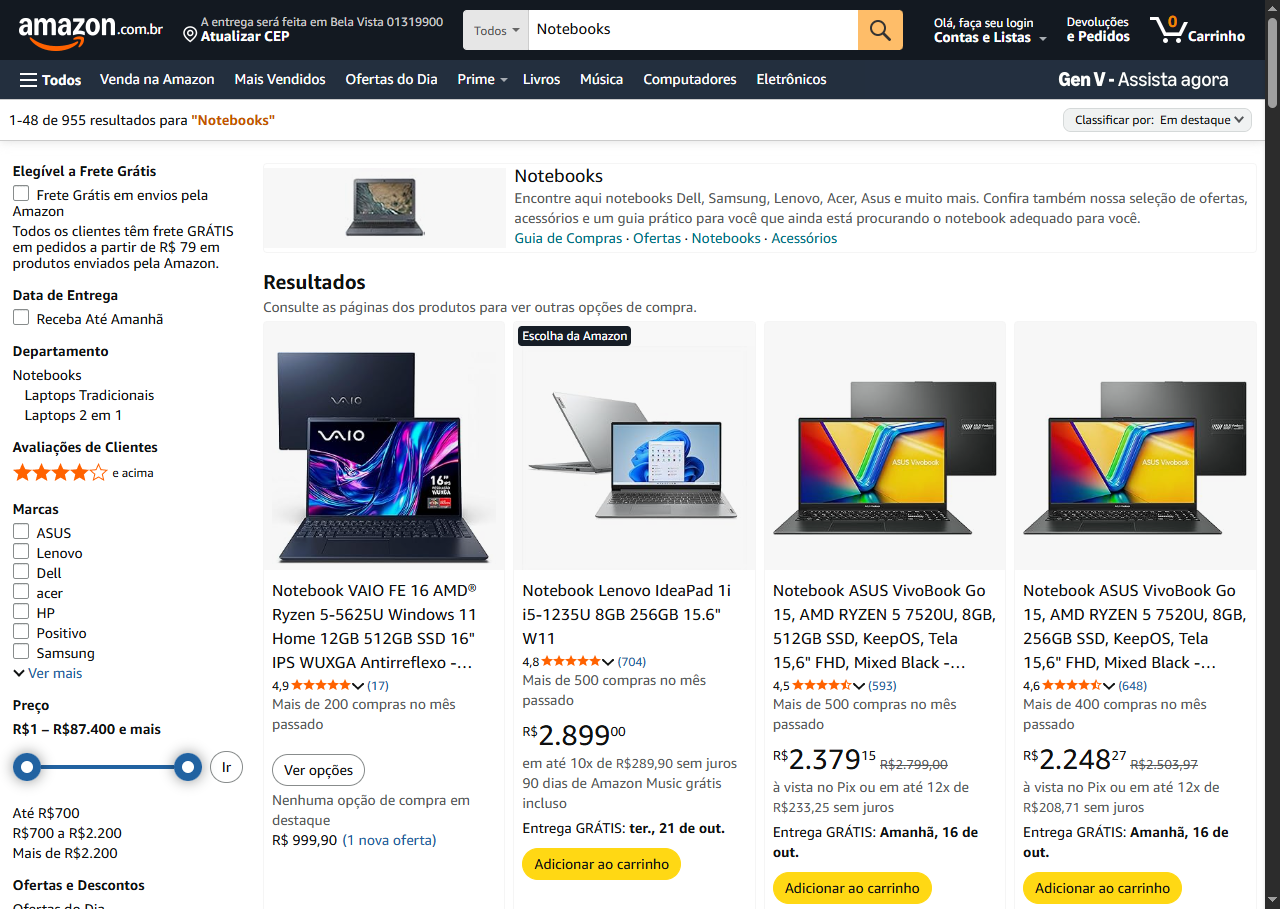 amazon.com.br
A entrega será feita em Bela Vista 01319900
Atualizar CEP
Todos
Notebooks
Olá, faça seu login
Contas e Listas
Devoluções
e Pedidos
0
Carrinho
Todos
Venda na Amazon
Mais Vendidos
Ofertas do Dia
Prime
Livros
Música
Computadores
Eletrônicos
Gen V - Assista agora
1-48 de 955 resultados para "Notebooks"
Classificar por: Em destaque
Elegível a Frete Grátis
Frete Grátis em envios pela
Amazon
Todos os clientes têm frete GRÁTIS
em pedidos a partir de R$ 79 em
produtos enviados pela Amazon.
Data de Entrega
Receba Até Amanhã
Departamento
Notebooks
Laptops Tradicionais
Laptops 2 em 1
Avaliações de Clientes
e acima
Marcas
ASUS
Lenovo
Dell
acer
HP
Positivo
Samsung
Ver mais
Preço
R$1 – R$87.400 e mais
Ir
Até R$700
R$700 a R$2.200
Mais de R$2.200
Ofertas e Descontos
Ofertas do Dia
Notebooks
Encontre aqui notebooks Dell, Samsung, Lenovo, Acer, Asus e muito mais. Confira também nossa seleção de ofertas,
acessórios e um guia prático para você que ainda está procurando o notebook adequado para você.
Guia de Compras · Ofertas · Notebooks · Acessórios
Resultados
Consulte as páginas dos produtos para ver outras opções de compra.
VAIO
VAIO
16"
WUXGA
Notebook VAIO FE 16 AMD®
Ryzen 5-5625U Windows 11
Home 12GB 512GB SSD 16"
IPS WUXGA Antirreflexo -...
4,9 (17)
Mais de 200 compras no mês
passado
Ver opções
Nenhuma opção de compra em
destaque
R$ 999,90 (1 nova oferta)
Escolha da Amazon
Notebook Lenovo IdeaPad 1i
i5-1235U 8GB 256GB 15.6"
W11
4,8 (704)
Mais de 500 compras no mês
passado
R$2.89900
em até 10x de R$289,90 sem juros
90 dias de Amazon Music grátis
incluso
Entrega GRÁTIS: ter., 21 de out.
Adicionar ao carrinho
ASUS Vivobook
Notebook ASUS VivoBook Go
15, AMD RYZEN 5 7520U, 8GB,
512GB SSD, KeepOS, Tela
15,6" FHD, Mixed Black -...
4,5 (593)
Mais de 500 compras no mês
passado
R$2.37915 R$2.799,00
à vista no Pix ou em até 12x de
R$233,25 sem juros
Entrega GRÁTIS: Amanhã, 16 de
out.
Adicionar ao carrinho
ASUS Vivobook
Notebook ASUS VivoBook Go
15, AMD RYZEN 5 7520U, 8GB,
256GB SSD, KeepOS, Tela
15,6" FHD, Mixed Black -...
4,6 (648)
Mais de 400 compras no mês
passado
R$2.24827 R$2.503,97
à vista no Pix ou em até 12x de
R$208,71 sem juros
Entrega GRÁTIS: Amanhã, 16 de
out.
Adicionar ao carrinho